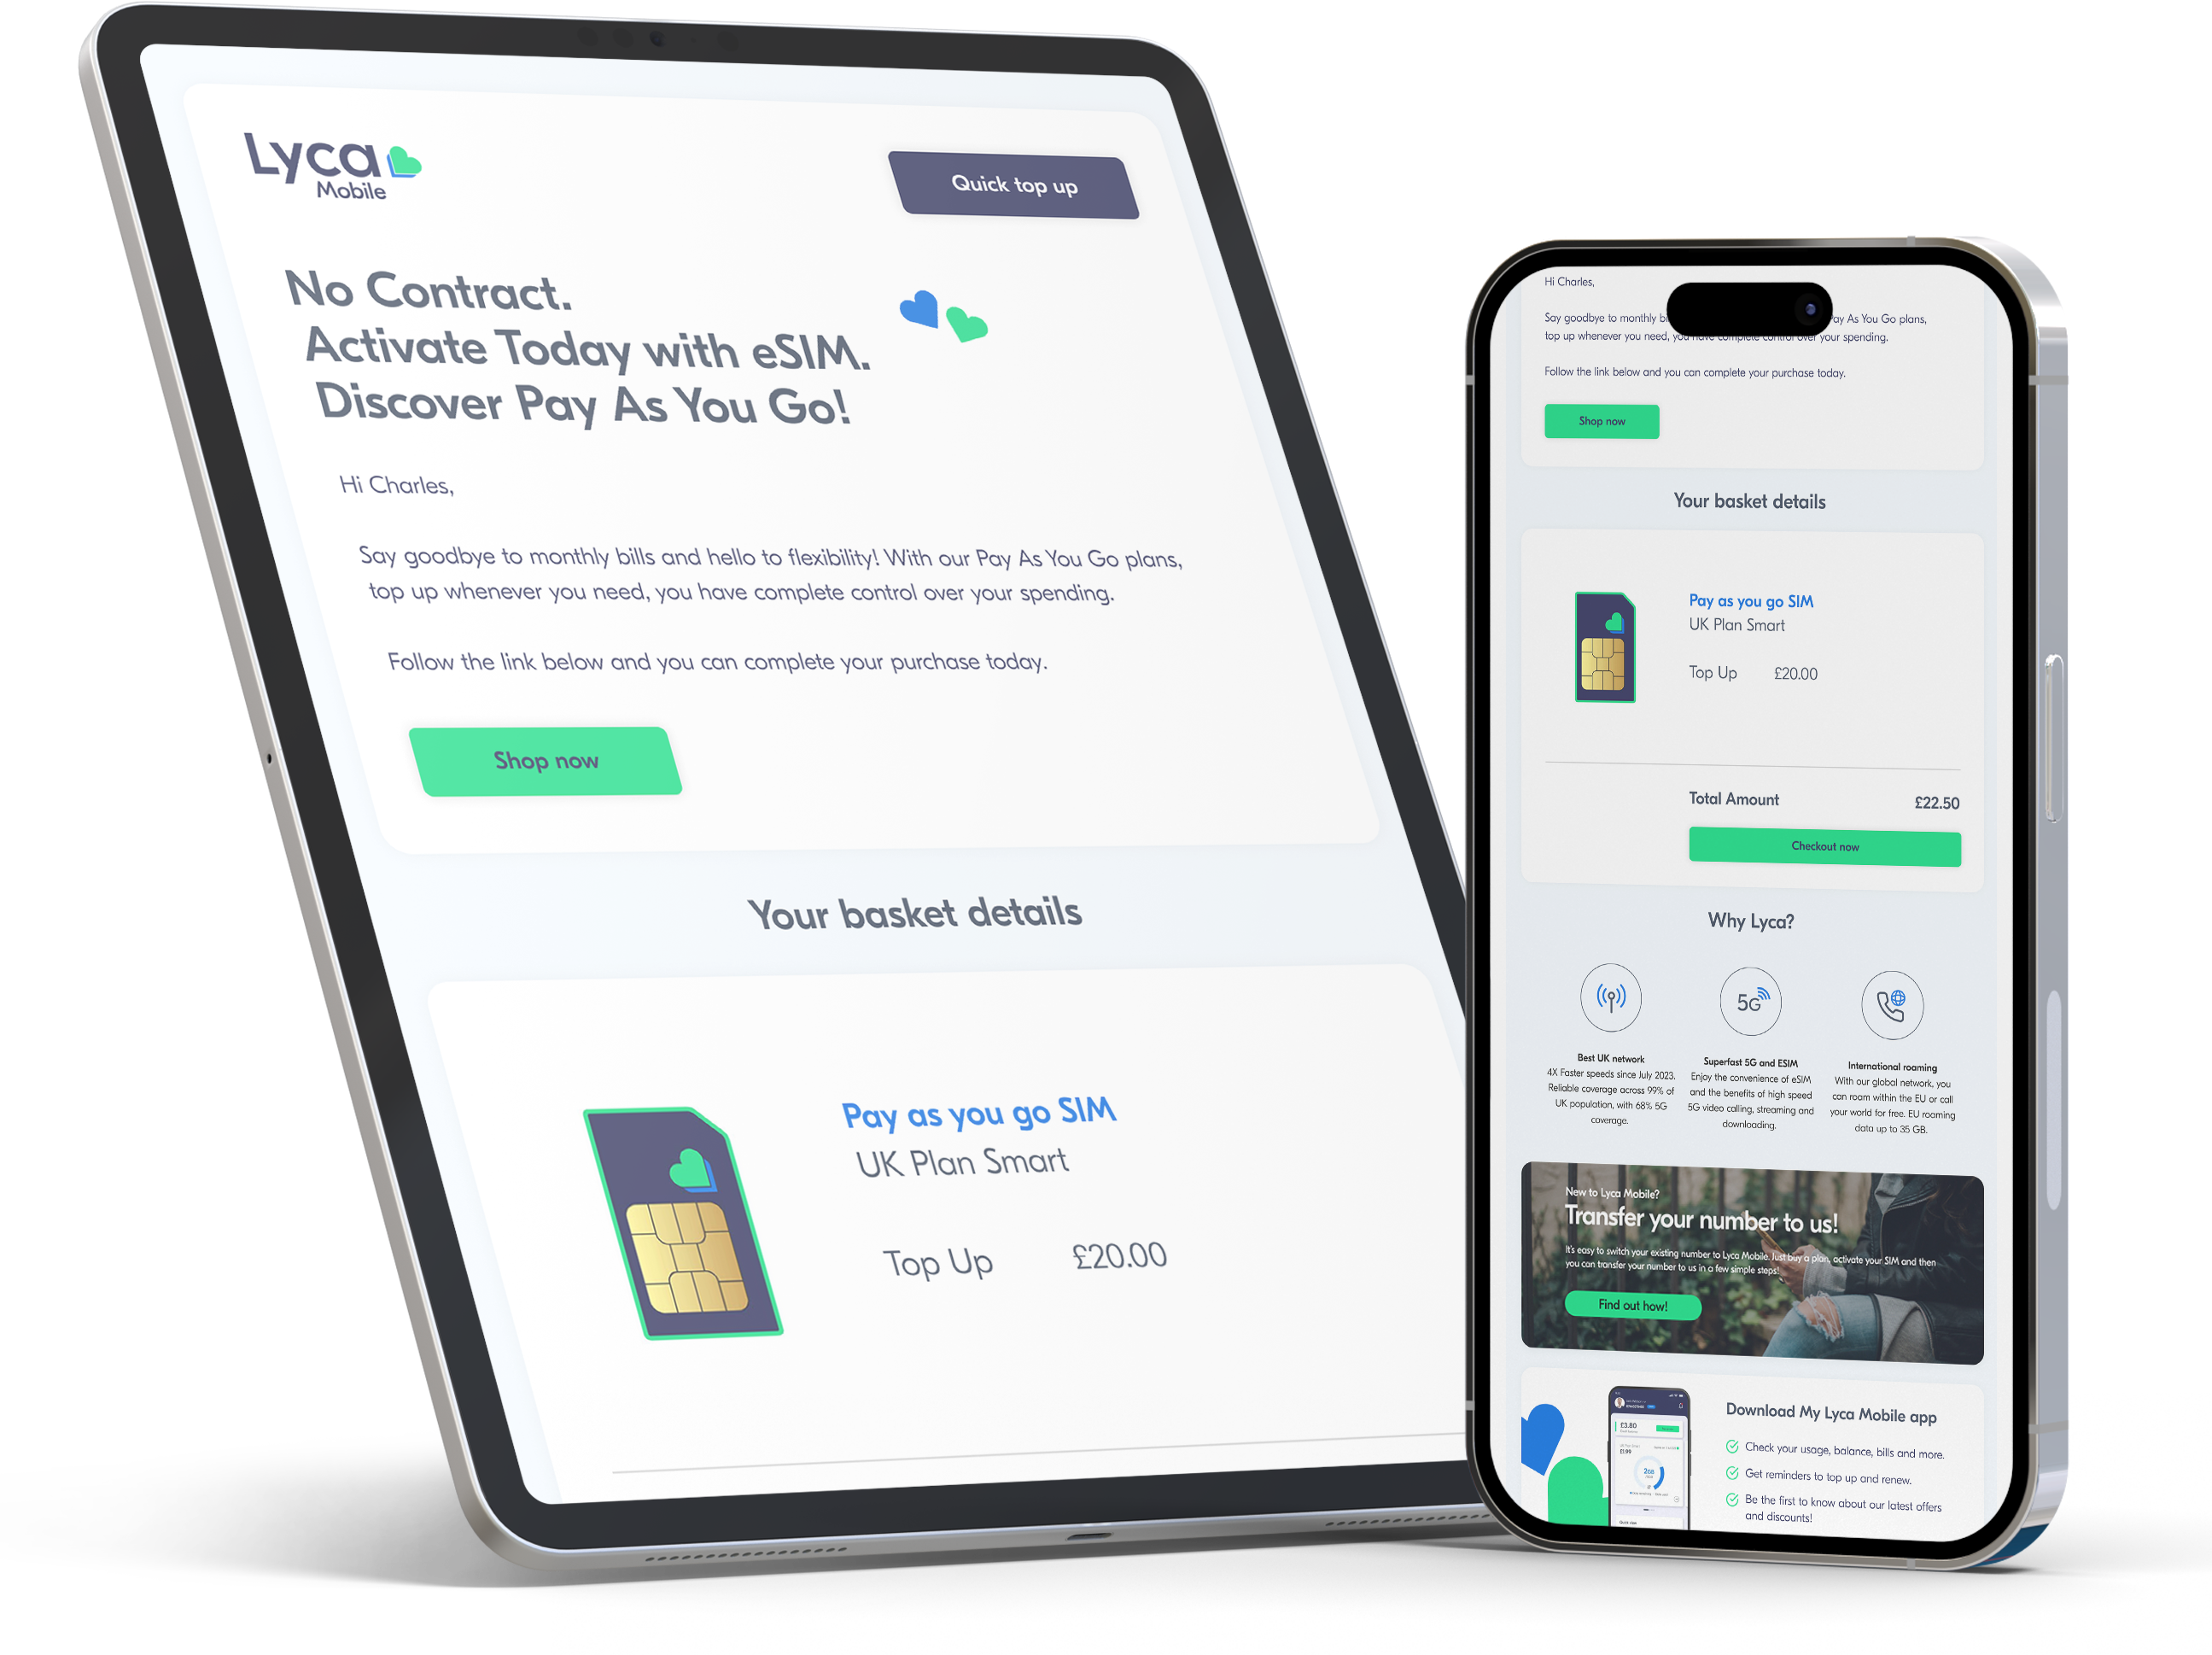 Lyca
Mobile
Quick top up
No Contract.
Activate Today with eSIM.
Discover Pay As You Go!
Hi Charles,
Say goodbye to monthly bills and hello to flexibility! With our Pay As You Go plans,
top up whenever you need, you have complete control over your spending.
Follow the link below and you can complete your purchase today.
Shop now
Your basket details
Pay as you go SIM
UK Plan Smart
Top Up £20.00
Hi Charles,
Say goodbye to monthly b ay As You Go plans,
top up whenever you need, you have complete control over your spending.
Follow the link below and you can complete your purchase today.
Shop now
Your basket details
Pay as you go SIM
UK Plan Smart
Top Up £20.00
Total Amount £22.50
Checkout now
Why Lyca?
5G
Best UK network
4X Faster speeds since July 2023.
Reliable coverage across 99% of
UK population, with 68% 5G
coverage.
Superfast 5G and ESIM
Enjoy the convenience of eSIM
and the benefits of high speed
5G video calling, streaming and
downloading.
International roaming
With our global network, you
can roam within the EU or call
your world for free. EU roaming
data up to 35 GB.
New to Lyca Mobile?
Transfer your number to us!
It's easy to switch your existing number to Lyca Mobile. Just buy a plan, activate your SIM and then
you can transfer your number to us in a few simple steps!
Find out how!
£3.80
£1.99
2GB
Download My Lyca Mobile app
Check your usage, balance, bills and more.
Get reminders to top up and renew.
Be the first to know about our latest offers
and discounts!